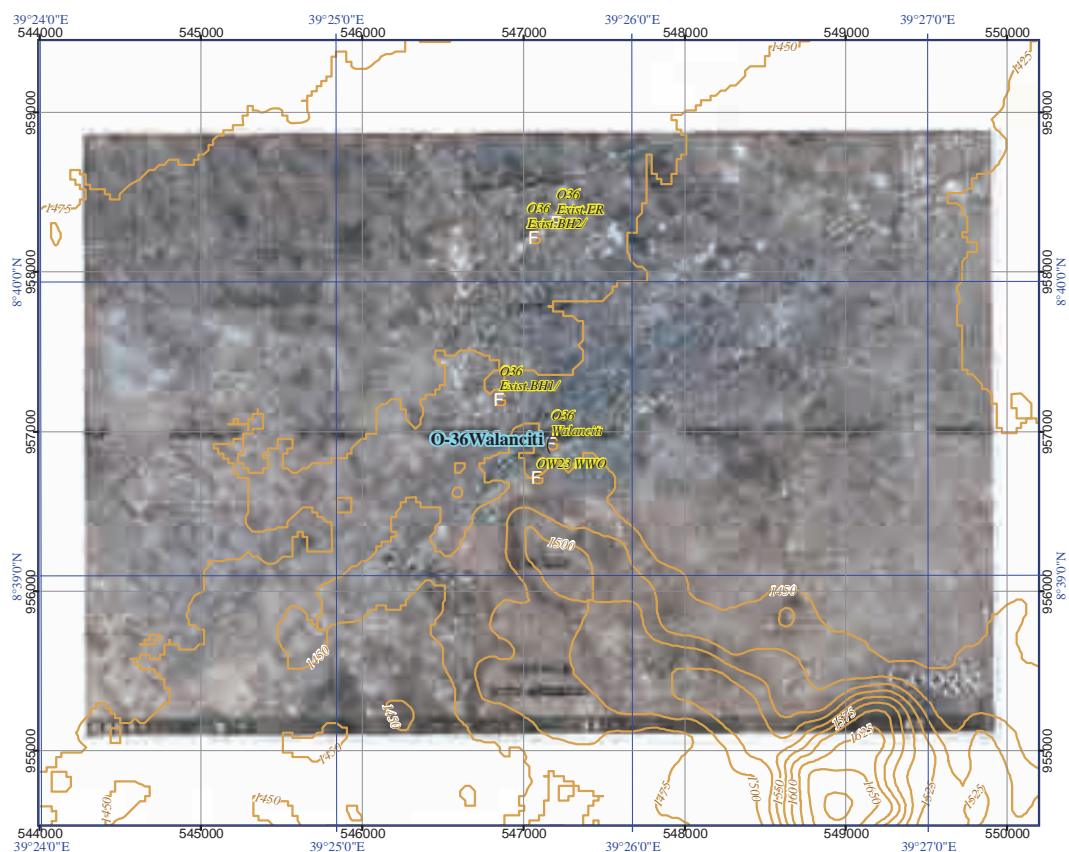 39°24'0"E 39°25'0"E 39°26'0"E 39°27'0"E
544000 545000 546000 547000 548000 549000 550000
1450
1425
959000 959000
1475
O36
Exist.ER
O36
Exist.BH2/
F
958000 958000
8°40'0"N 8°40'0"N
O36
Exist.BH1/
F
O36
Walanciti
957000 957000
O-36Walanciti
OW23 WWO
F
1500
8°39'0"N 8°39'0"N
956000 956000
1450
1450
1450
1575
1625
1450
955000 955000
1450
1450
1475
1500
1550
1600
1650
1525
1525
544000 545000 546000 547000 548000 549000 550000
39°24'0"E 39°25'0"E 39°26'0"E 39°27'0"E